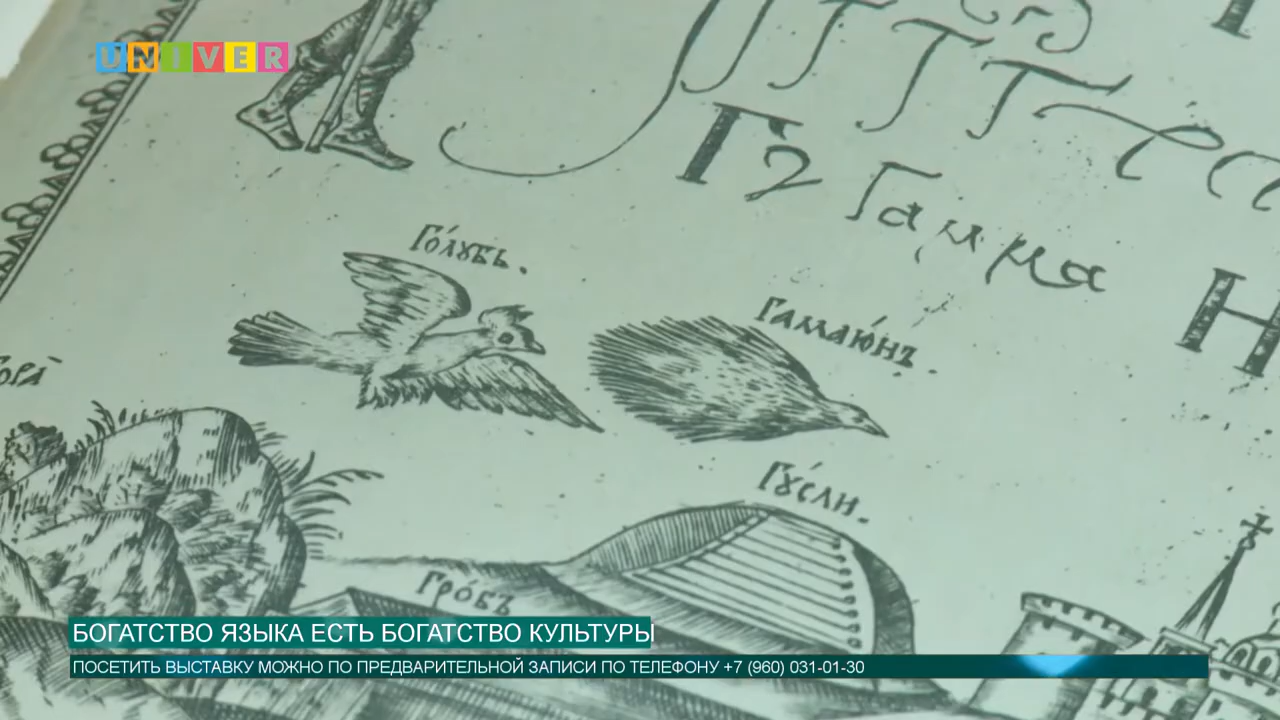 UNIVER
Г
Гамма
Голубь.
Гамаюнъ.
Гусли.
Гробъ
БОГАТСТВО ЯЗЫКА ЕСТЬ БОГАТСТВО КУЛЬТУРЫ
ПОСЕТИТЬ ВЫСТАВКУ МОЖНО ПО ПРЕДВАРИТЕЛЬНОЙ ЗАПИСИ ПО ТЕЛЕФОНУ +7 (960) 031-01-30